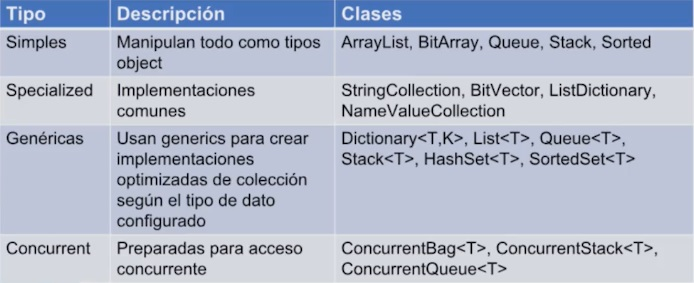 Tipo Descripción Clases
Simples Manipulan todo como tipos ArrayList, BitArray, Queue, Stack, Sorted
object
Specialized Implementaciones StringCollection, BitVector, ListDictionary,
comunes NameValueCollection
Genéricas Usan generics para crear Dictionary<T,K>, List<T>, Queue<T>,
implementaciones Stack<T>, HashSet<T>, SortedSet<T>
optimizadas de colección
según el tipo de dato
configurado
Concurrent Preparadas para acceso ConcurrentBag<T>, ConcurrentStack<T>,
concurrente ConcurrentQueue<T>